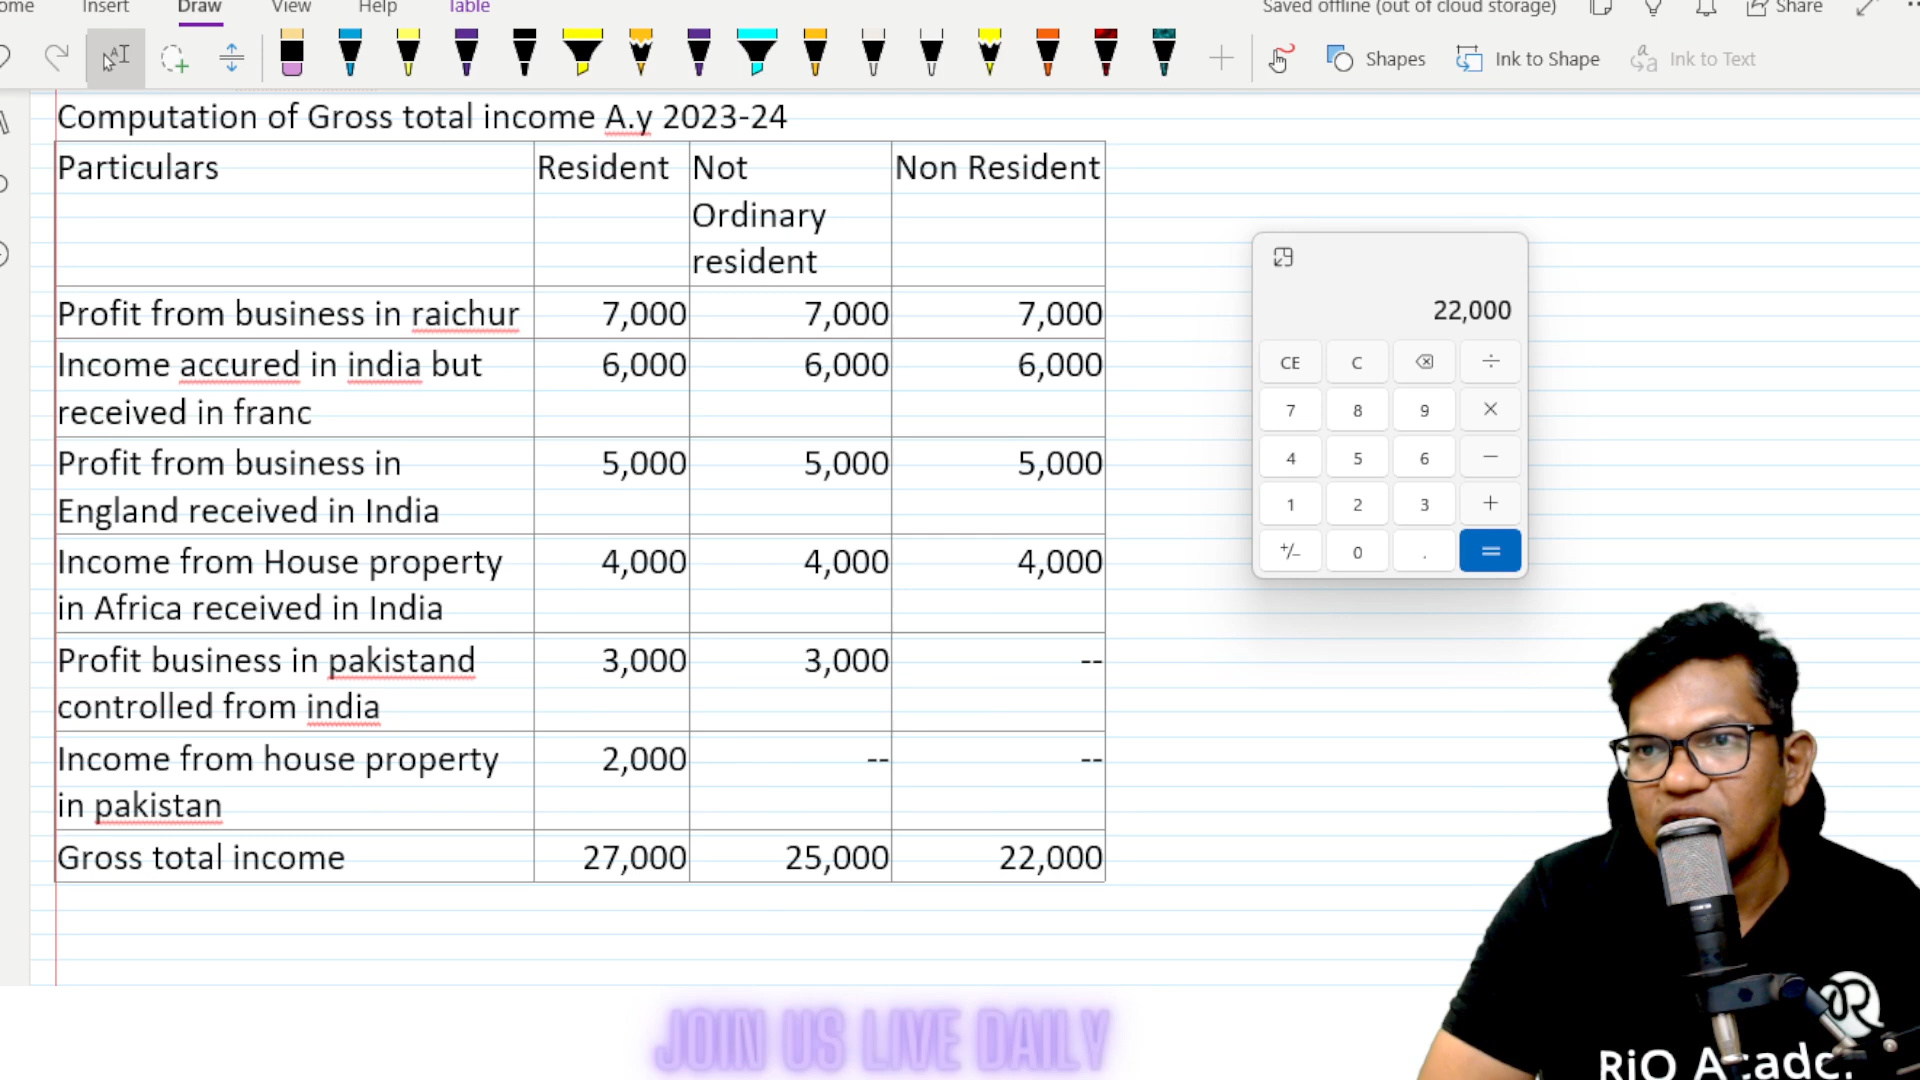 ome Insert Draw View Help Table Saved offline (out of cloud storage) Share
Shapes Ink to Shape Ink to Text
Computation of Gross total income A.y 2023-24
Particulars Resident Not Ordinary resident Non Resident
Profit from business in raichur 7,000 7,000 7,000
Income accured in india but 6,000 6,000 6,000
received in franc
Profit from business in 5,000 5,000 5,000
England received in India
Income from House property 4,000 4,000 4,000
in Africa received in India
Profit business in pakistand 3,000 3,000 --
controlled from india
Income from house property 2,000 -- --
in pakistan
Gross total income 27,000 25,000 22,000
22,000
CE C ÷
7 8 9 ×
4 5 6 −
1 2 3 +
+/− 0 . =
JOIN US LIVE DAILY
RiO